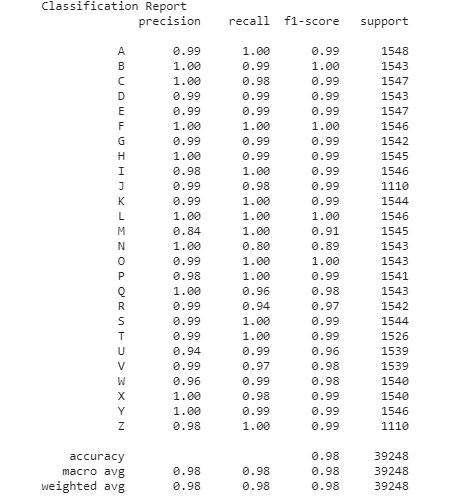 Classification Report
precision recall f1-score support
A 0.99 1.00 0.99 1548
B 1.00 0.99 1.00 1543
C 1.00 0.98 0.99 1547
D 0.99 0.99 0.99 1543
E 0.99 0.99 0.99 1547
F 1.00 1.00 1.00 1546
G 0.99 0.99 0.99 1542
H 1.00 0.99 0.99 1545
I 0.98 1.00 0.99 1546
J 0.99 0.98 0.99 1110
K 0.99 1.00 0.99 1544
L 1.00 1.00 1.00 1546
M 0.84 1.00 0.91 1545
N 1.00 0.80 0.89 1543
O 0.99 1.00 1.00 1543
P 0.98 1.00 0.99 1541
Q 1.00 0.96 0.98 1543
R 0.99 0.94 0.97 1542
S 0.99 1.00 0.99 1544
T 0.99 1.00 0.99 1526
U 0.94 0.99 0.96 1539
V 0.99 0.97 0.98 1539
W 0.96 0.99 0.98 1540
X 1.00 0.98 0.99 1540
Y 1.00 0.99 0.99 1546
Z 0.98 1.00 0.99 1110
accuracy 0.98 39248
macro avg 0.98 0.98 0.98 39248
weighted avg 0.98 0.98 0.98 39248